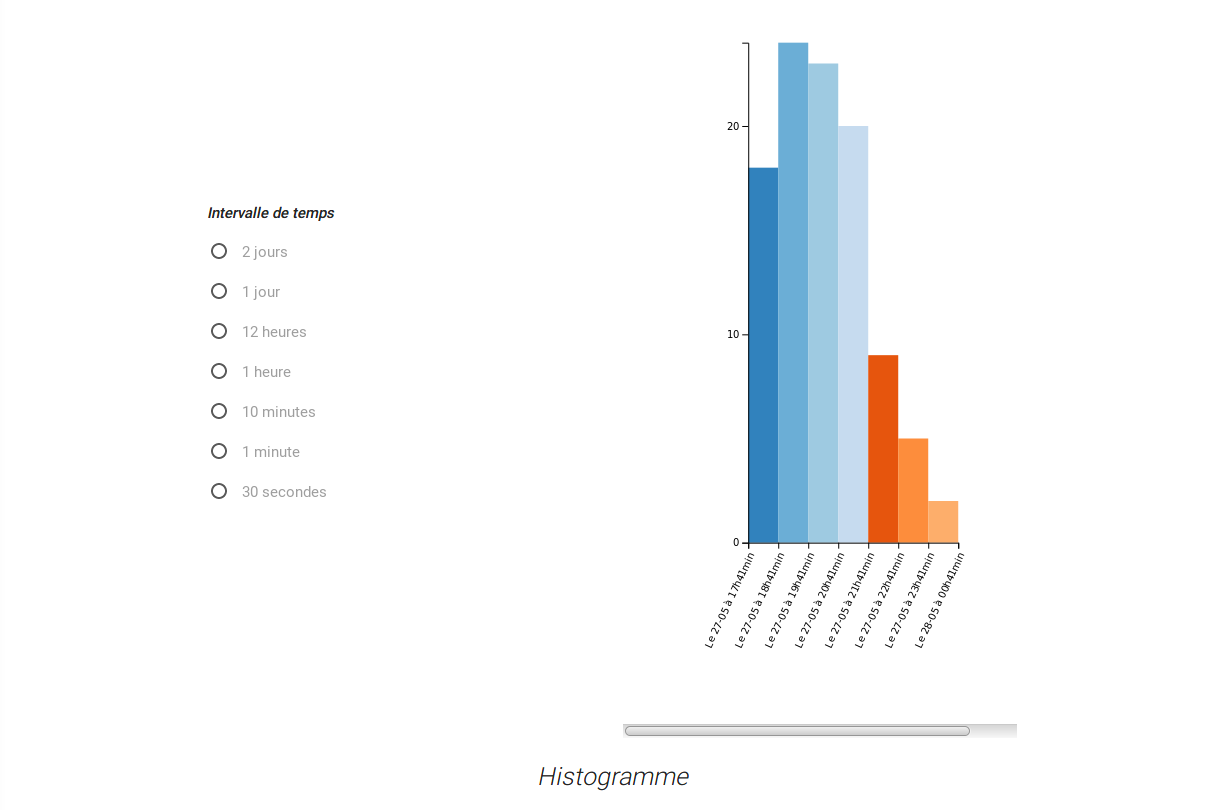 Intervalle de temps
2 jours
1 jour
12 heures
1 heure
10 minutes
1 minute
30 secondes
20
10
0
Le 27-05 à 17h41min
Le 27-05 à 18h41min
Le 27-05 à 19h41min
Le 27-05 à 20h41min
Le 27-05 à 21h41min
Le 27-05 à 22h41min
Le 27-05 à 23h41min
Le 28-05 à 00h41min
Histogramme